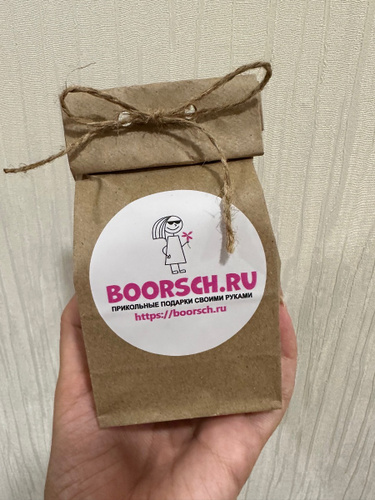 BOORSCH.RU
ПРИКОЛЬНЫЕ ПОДАРКИ СВОИМИ РУКАМИ
https://boorsch.ru